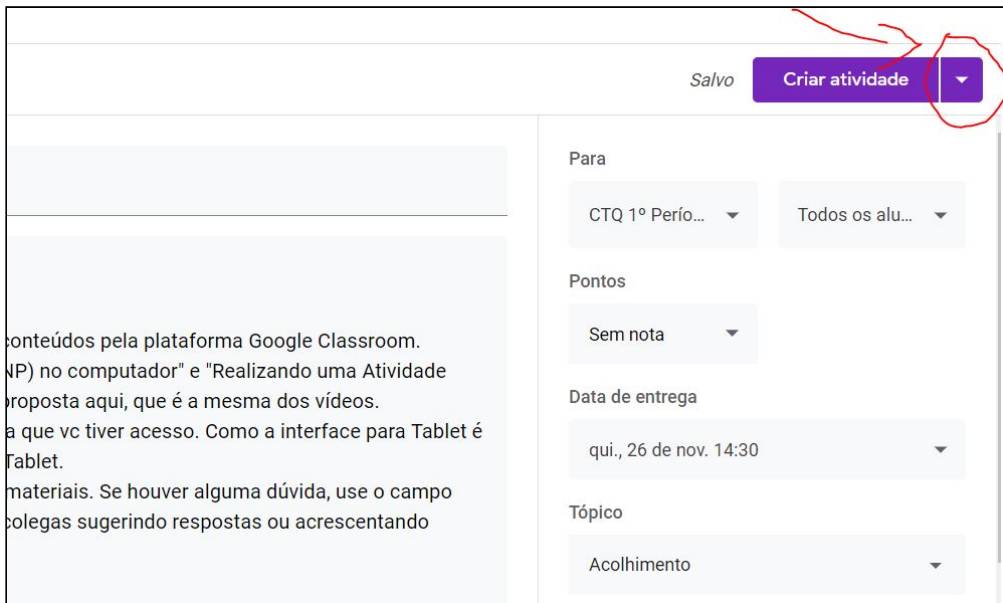 Salvo
Criar atividade
Para
CTQ 1º Perío...
Todos os alu...
Pontos
Sem nota
Data de entrega
qui., 26 de nov. 14:30
Tópico
Acolhimento
conteúdos pela plataforma Google Classroom.
NP) no computador" e "Realizando uma Atividade
proposta aqui, que é a mesma dos vídeos.
a que vc tiver acesso. Como a interface para Tablet é
Tablet.
materiais. Se houver alguma dúvida, use o campo
colegas sugerindo respostas ou acrescentando